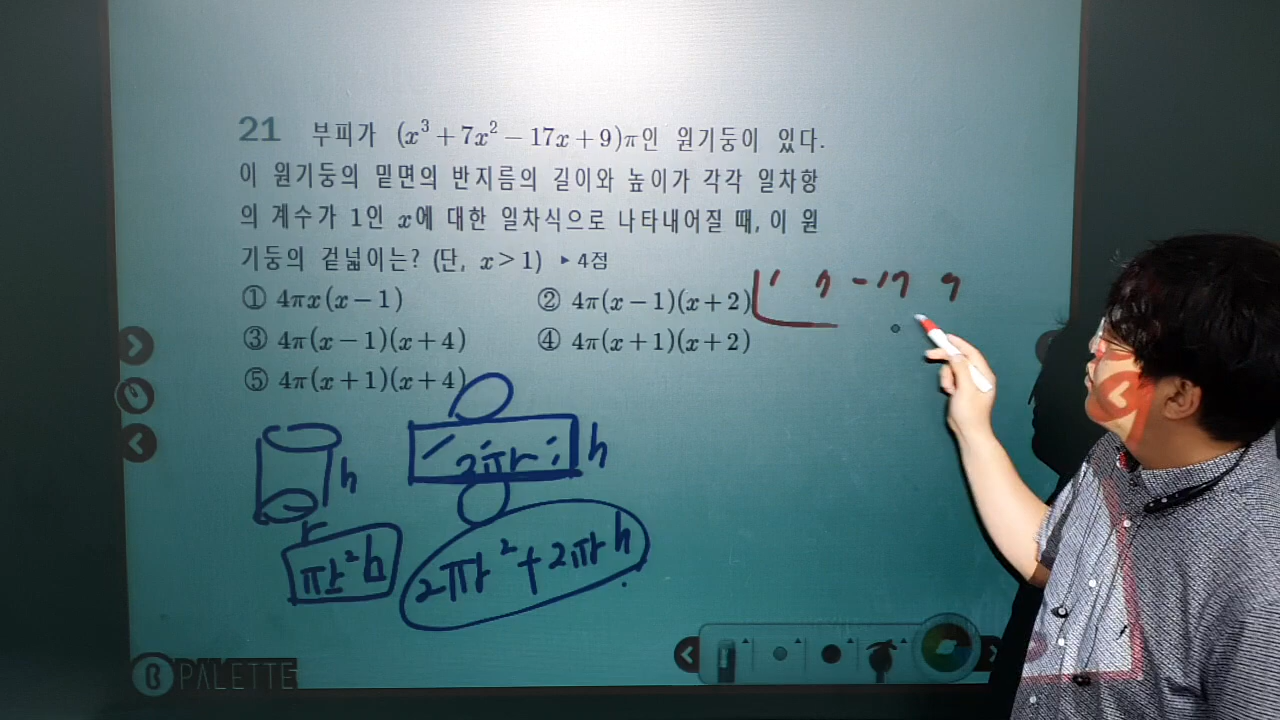 21 부피가 (x³+7x²−17x+9)π인 원기둥이 있다.
이 원기둥의 밑면의 반지름의 길이와 높이가 각각 일차항
의 계수가 1인 x에 대한 일차식으로 나타내어질 때, 이 원
기둥의 겉넓이는? (단, x>1) ▸4점
① 4πx(x−1) ② 4π(x−1)(x+2)
③ 4π(x−1)(x+4) ④ 4π(x+1)(x+2)
⑤ 4π(x+1)(x+4)
1 7 -17 9
h
r
πr²h
2πr h
2πr²+2πrh
PALETTE